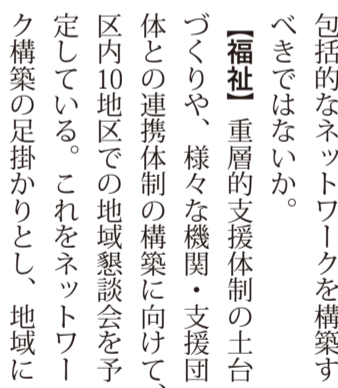 包括的なネットワークを構築す
べきではないか。
【福祉】 重層的支援体制の土台
づくりや、様々な機関・支援団
体との連携体制の構築に向けて、
区内10地区での地域懇談会を予
定している。これをネットワー
ク構築の足掛かりとし、地域に